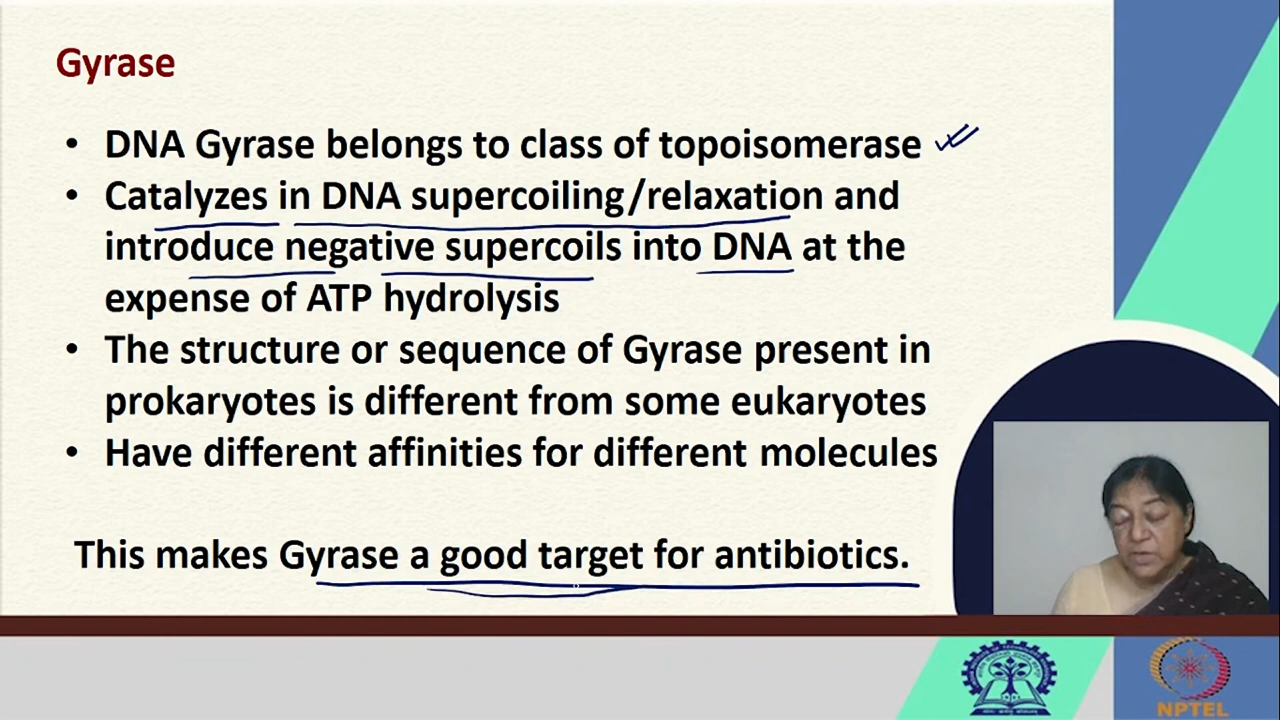 Gyrase
• DNA Gyrase belongs to class of topoisomerase
• Catalyzes in DNA supercoiling/relaxation and
introduce negative supercoils into DNA at the
expense of ATP hydrolysis
• The structure or sequence of Gyrase present in
prokaryotes is different from some eukaryotes
• Have different affinities for different molecules
This makes Gyrase a good target for antibiotics.
NPTEL